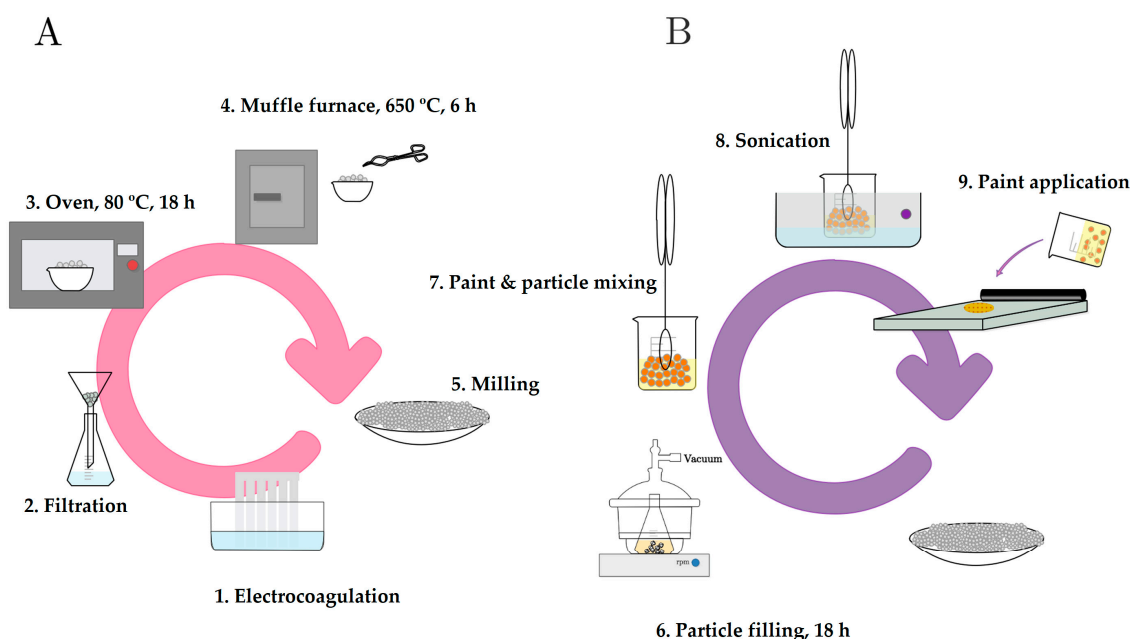 A
B
4. Muffle furnace, 650 ºC, 6 h
8. Sonication
3. Oven, 80 ºC, 18 h
9. Paint application
7. Paint & particle mixing
5. Milling
Vacuum
2. Filtration
rpm
1. Electrocoagulation
6. Particle filling, 18 h